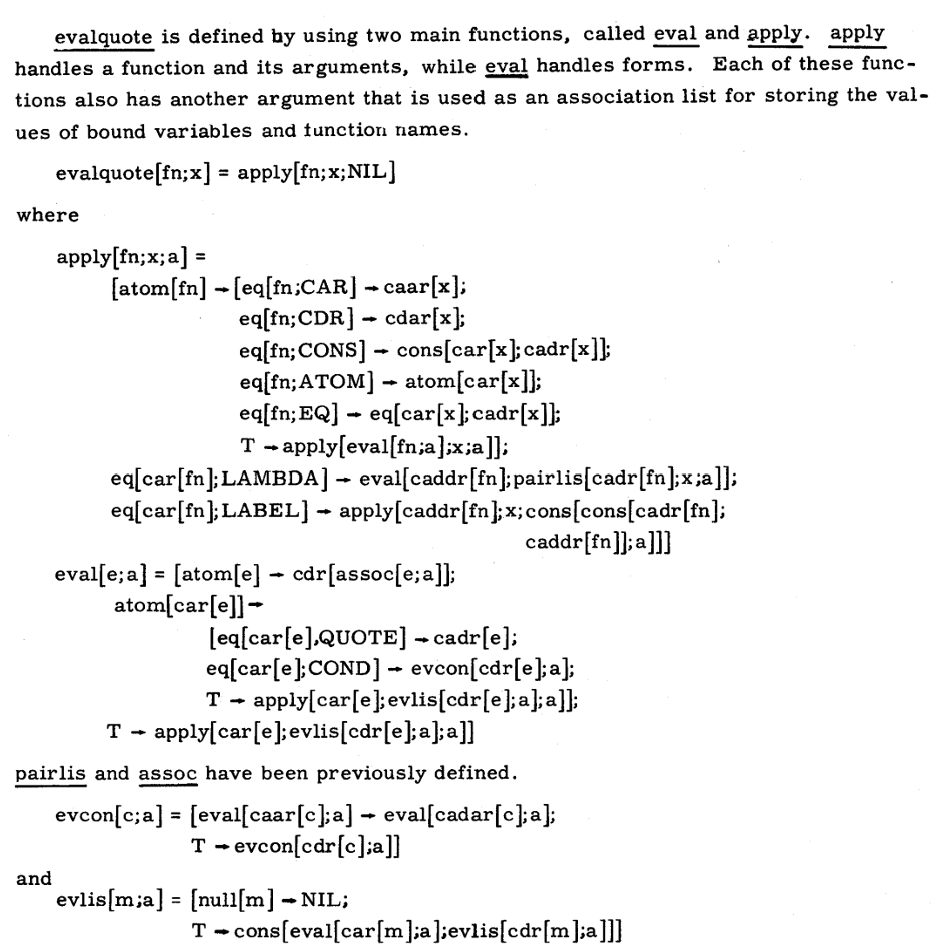 evalquote is defined by using two main functions, called eval and apply. apply
handles a function and its arguments, while eval handles forms. Each of these func-
tions also has another argument that is used as an association list for storing the val-
ues of bound variables and function names.
evalquote[fn;x] = apply[fn;x;NIL]
where
apply[fn;x;a] =
[atom[fn] → [eq[fn;CAR] → caar[x];
eq[fn;CDR] → cdar[x];
eq[fn;CONS] → cons[car[x];cadr[x]];
eq[fn;ATOM] → atom[car[x]];
eq[fn;EQ] → eq[car[x];cadr[x]];
T → apply[eval[fn;a];x;a]];
eq[car[fn];LAMBDA] → eval[caddr[fn];pairlis[cadr[fn];x;a]];
eq[car[fn];LABEL] → apply[caddr[fn];x;cons[cons[cadr[fn];
caddr[fn]];a]]]
eval[e;a] = [atom[e] → cdr[assoc[e;a]];
atom[car[e]] →
[eq[car[e],QUOTE] → cadr[e];
eq[car[e];COND] → evcon[cdr[e];a];
T → apply[car[e];evlis[cdr[e];a];a]];
T → apply[car[e];evlis[cdr[e];a];a]]
pairlis and assoc have been previously defined.
evcon[c;a] = [eval[caar[c];a] → eval[cadar[c];a];
T → evcon[cdr[c];a]]
and
evlis[m;a] = [null[m] → NIL;
T → cons[eval[car[m];a];evlis[cdr[m];a]]]